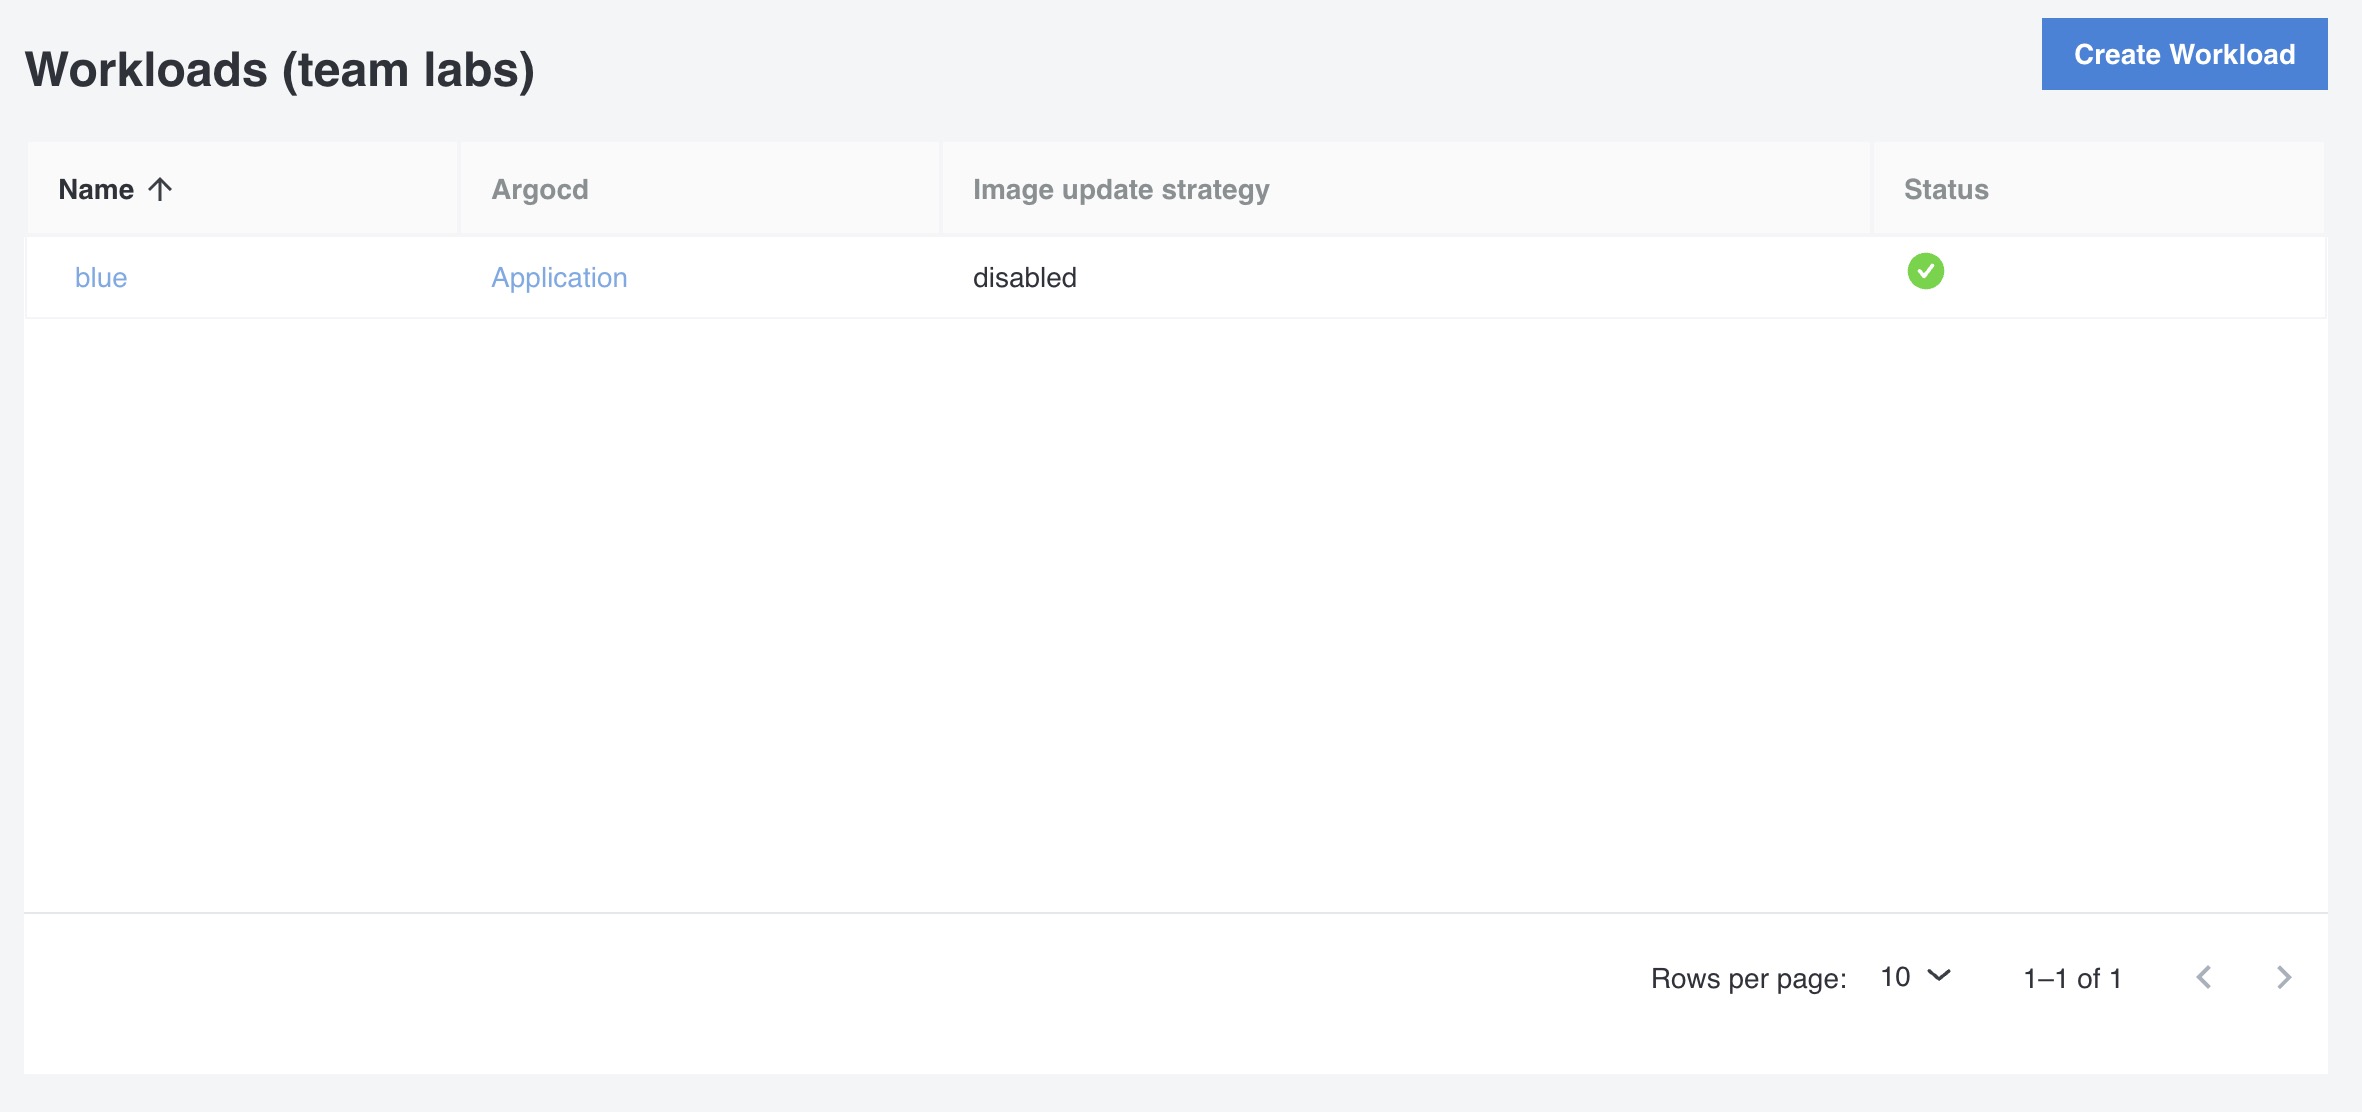 Workloads (team labs)
Create Workload
Name
Argocd
Image update strategy
Status
blue
Application
disabled
Rows per page:
10
1–1 of 1